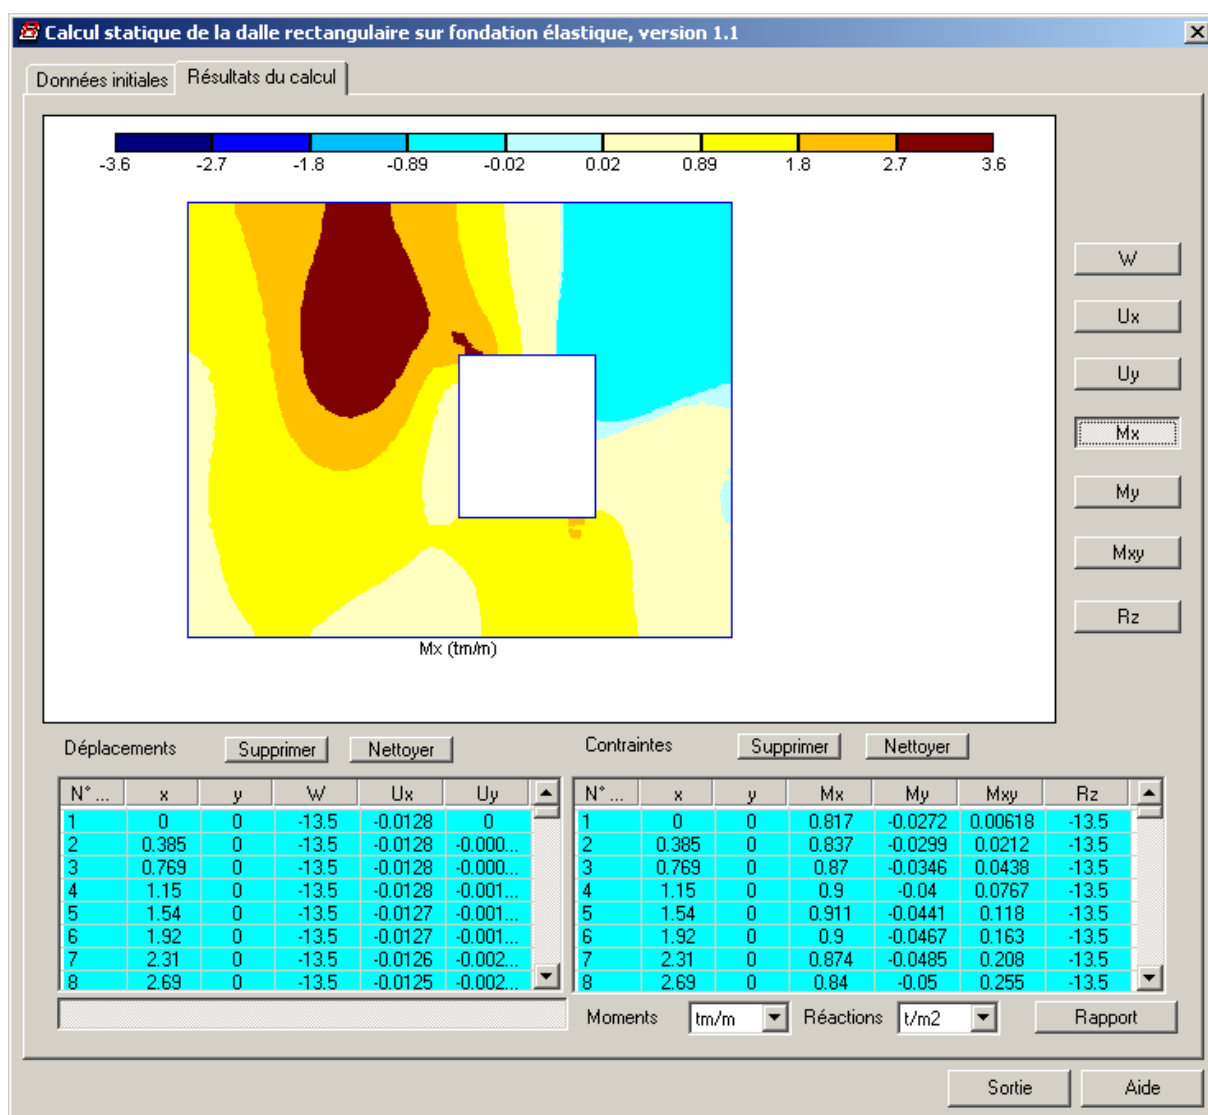 Calcul statique de la dalle rectangulaire sur fondation élastique, version 1.1
Données initiales Résultats du calcul
-3.6 -2.7 -1.8 -0.89 -0.02 0.02 0.89 1.8 2.7 3.6
W
Ux
Uy
Mx
My
Mxy
Rz
Mx (tm/m)
Déplacements Supprimer Nettoyer Contraintes Supprimer Nettoyer
N° ... x y W Ux Uy N° ... x y Mx My Mxy Rz
1 0 0 -13.5 -0.0128 0 1 0 0 0.817 -0.0272 0.00618 -13.5
2 0.385 0 -13.5 -0.0128 -0.000... 2 0.385 0 0.837 -0.0299 0.0212 -13.5
3 0.769 0 -13.5 -0.0128 -0.000... 3 0.769 0 0.87 -0.0346 0.0438 -13.5
4 1.15 0 -13.5 -0.0128 -0.001... 4 1.15 0 0.9 -0.04 0.0767 -13.5
5 1.54 0 -13.5 -0.0127 -0.001... 5 1.54 0 0.911 -0.0441 0.118 -13.5
6 1.92 0 -13.5 -0.0127 -0.001... 6 1.92 0 0.9 -0.0467 0.163 -13.5
7 2.31 0 -13.5 -0.0126 -0.002... 7 2.31 0 0.874 -0.0485 0.208 -13.5
8 2.69 0 -13.5 -0.0125 -0.002... 8 2.69 0 0.84 -0.05 0.255 -13.5
Moments tm/m Réactions t/m2 Rapport
Sortie Aide